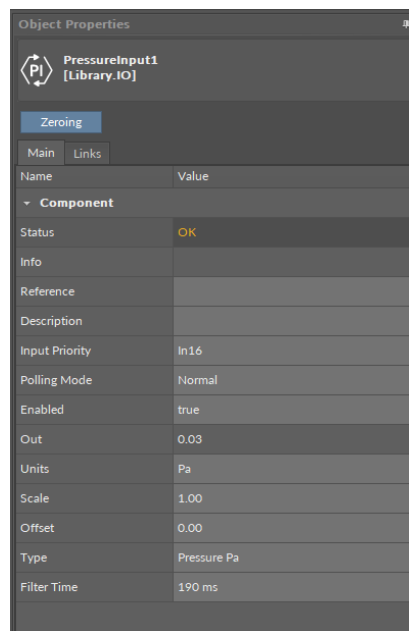 Object Properties
PI
PressureInput1
[Library.IO]
Zeroing
Main Links
Name Value
Component
Status OK
Info
Reference
Description
Input Priority In16
Polling Mode Normal
Enabled true
Out 0.03
Units Pa
Scale 1.00
Offset 0.00
Type Pressure Pa
Filter Time 190 ms